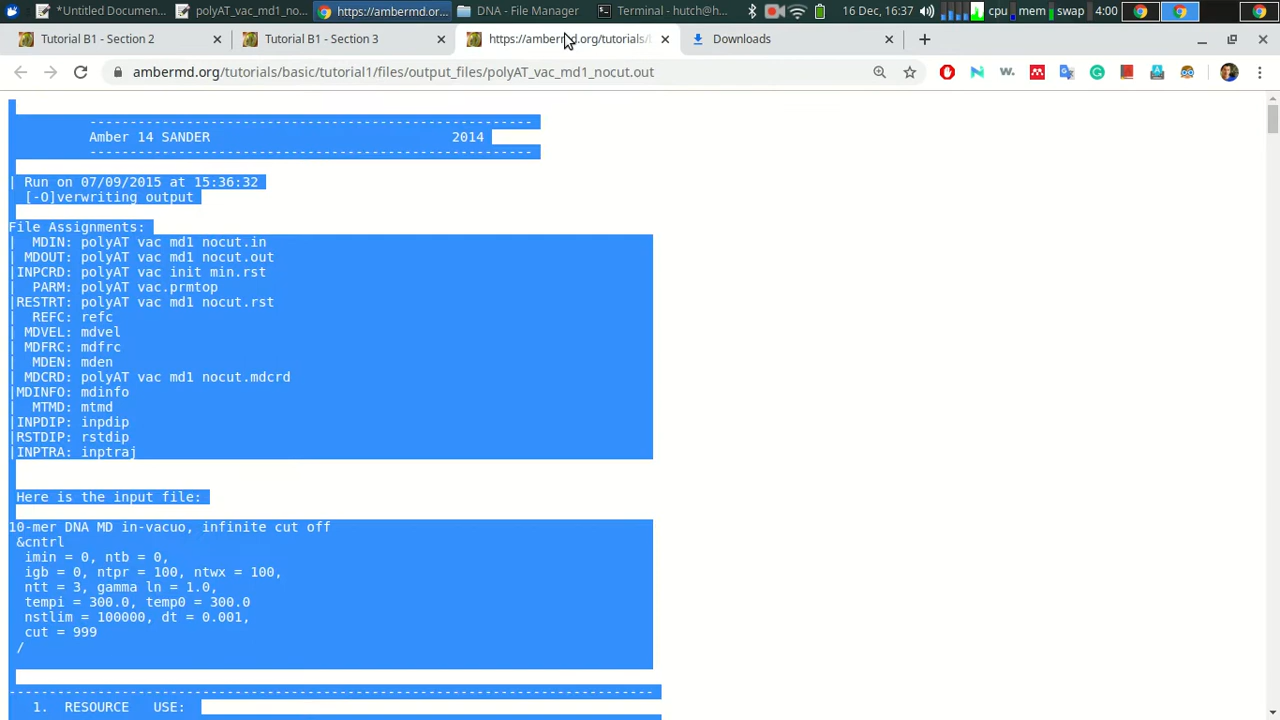 *Untitled Documen...
polyAT_vac_md1_no...
https://ambermd.or...
DNA - File Manager
Terminal - hutch@h...
16 Dec, 16:37
cpu
mem
swap
4:00
Tutorial B1 - Section 2
Tutorial B1 - Section 3
https://ambermd.org/tutorials/
Downloads
ambermd.org/tutorials/basic/tutorial1/files/output_files/polyAT_vac_md1_nocut.out
-------------------------------------------------------
Amber 14 SANDER 2014
-------------------------------------------------------
| Run on 07/09/2015 at 15:36:32
[-O]verwriting output
File Assignments:
| MDIN: polyAT vac md1 nocut.in
| MDOUT: polyAT vac md1 nocut.out
|INPCRD: polyAT vac init min.rst
| PARM: polyAT vac.prmtop
|RESTRT: polyAT vac md1 nocut.rst
| REFC: refc
| MDVEL: mdvel
| MDFRC: mdfrc
| MDEN: mden
| MDCRD: polyAT vac md1 nocut.mdcrd
|MDINFO: mdinfo
| MTMD: mtmd
|INPDIP: inpdip
|RSTDIP: rstdip
|INPTRA: inptraj
Here is the input file:
10-mer DNA MD in-vacuo, infinite cut off
&cntrl
imin = 0, ntb = 0,
igb = 0, ntpr = 100, ntwx = 100,
ntt = 3, gamma ln = 1.0,
tempi = 300.0, temp0 = 300.0
nstlim = 100000, dt = 0.001,
cut = 999
/
--------------------------------------------------------------------------------
1. RESOURCE USE: